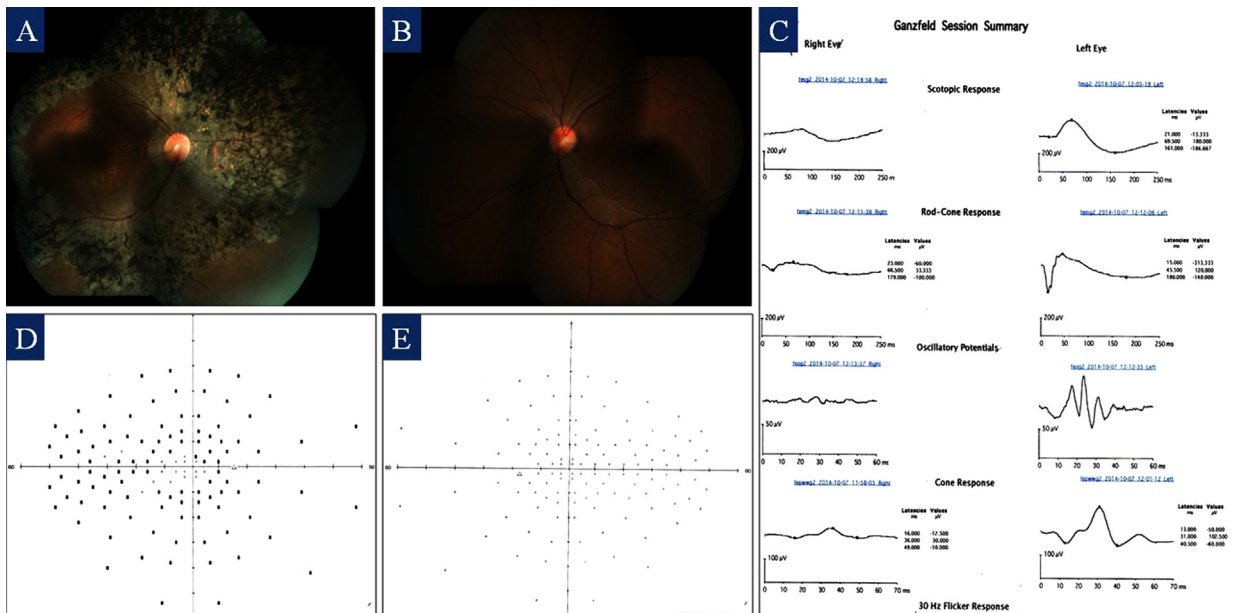 A
B
C
Ganzfeld Session Summary
Right Eye
Left Eye
Scotopic Response
Latencies Values
ms µV
21.000 -13.333
69.500 180.000
161.000 -186.667
200 µV
0 50 100 150 200 250 ms
200 µV
0 50 100 150 200 250 ms
Rod-Cone Response
Latencies Values
ms µV
23.000 -60.000
46.500 33.333
179.000 -100.000
Latencies Values
ms µV
15.000 -313.333
45.500 120.000
180.000 -140.000
200 µV
0 50 100 150 200 250 ms
200 µV
0 50 100 150 200 250 ms
Oscillatory Potentials
50 µV
0 10 20 30 40 50 60 ms
50 µV
0 10 20 30 40 50 60 ms
Cone Response
Latencies Values
ms µV
16.000 -12.500
36.000 30.000
49.000 -10.000
Latencies Values
ms µV
13.000 -50.000
31.000 102.500
40.500 -60.000
100 µV
0 10 20 30 40 50 60 70 ms
100 µV
0 10 20 30 40 50 60 70 ms
30 Hz Flicker Response
D
60
60
E
60
60